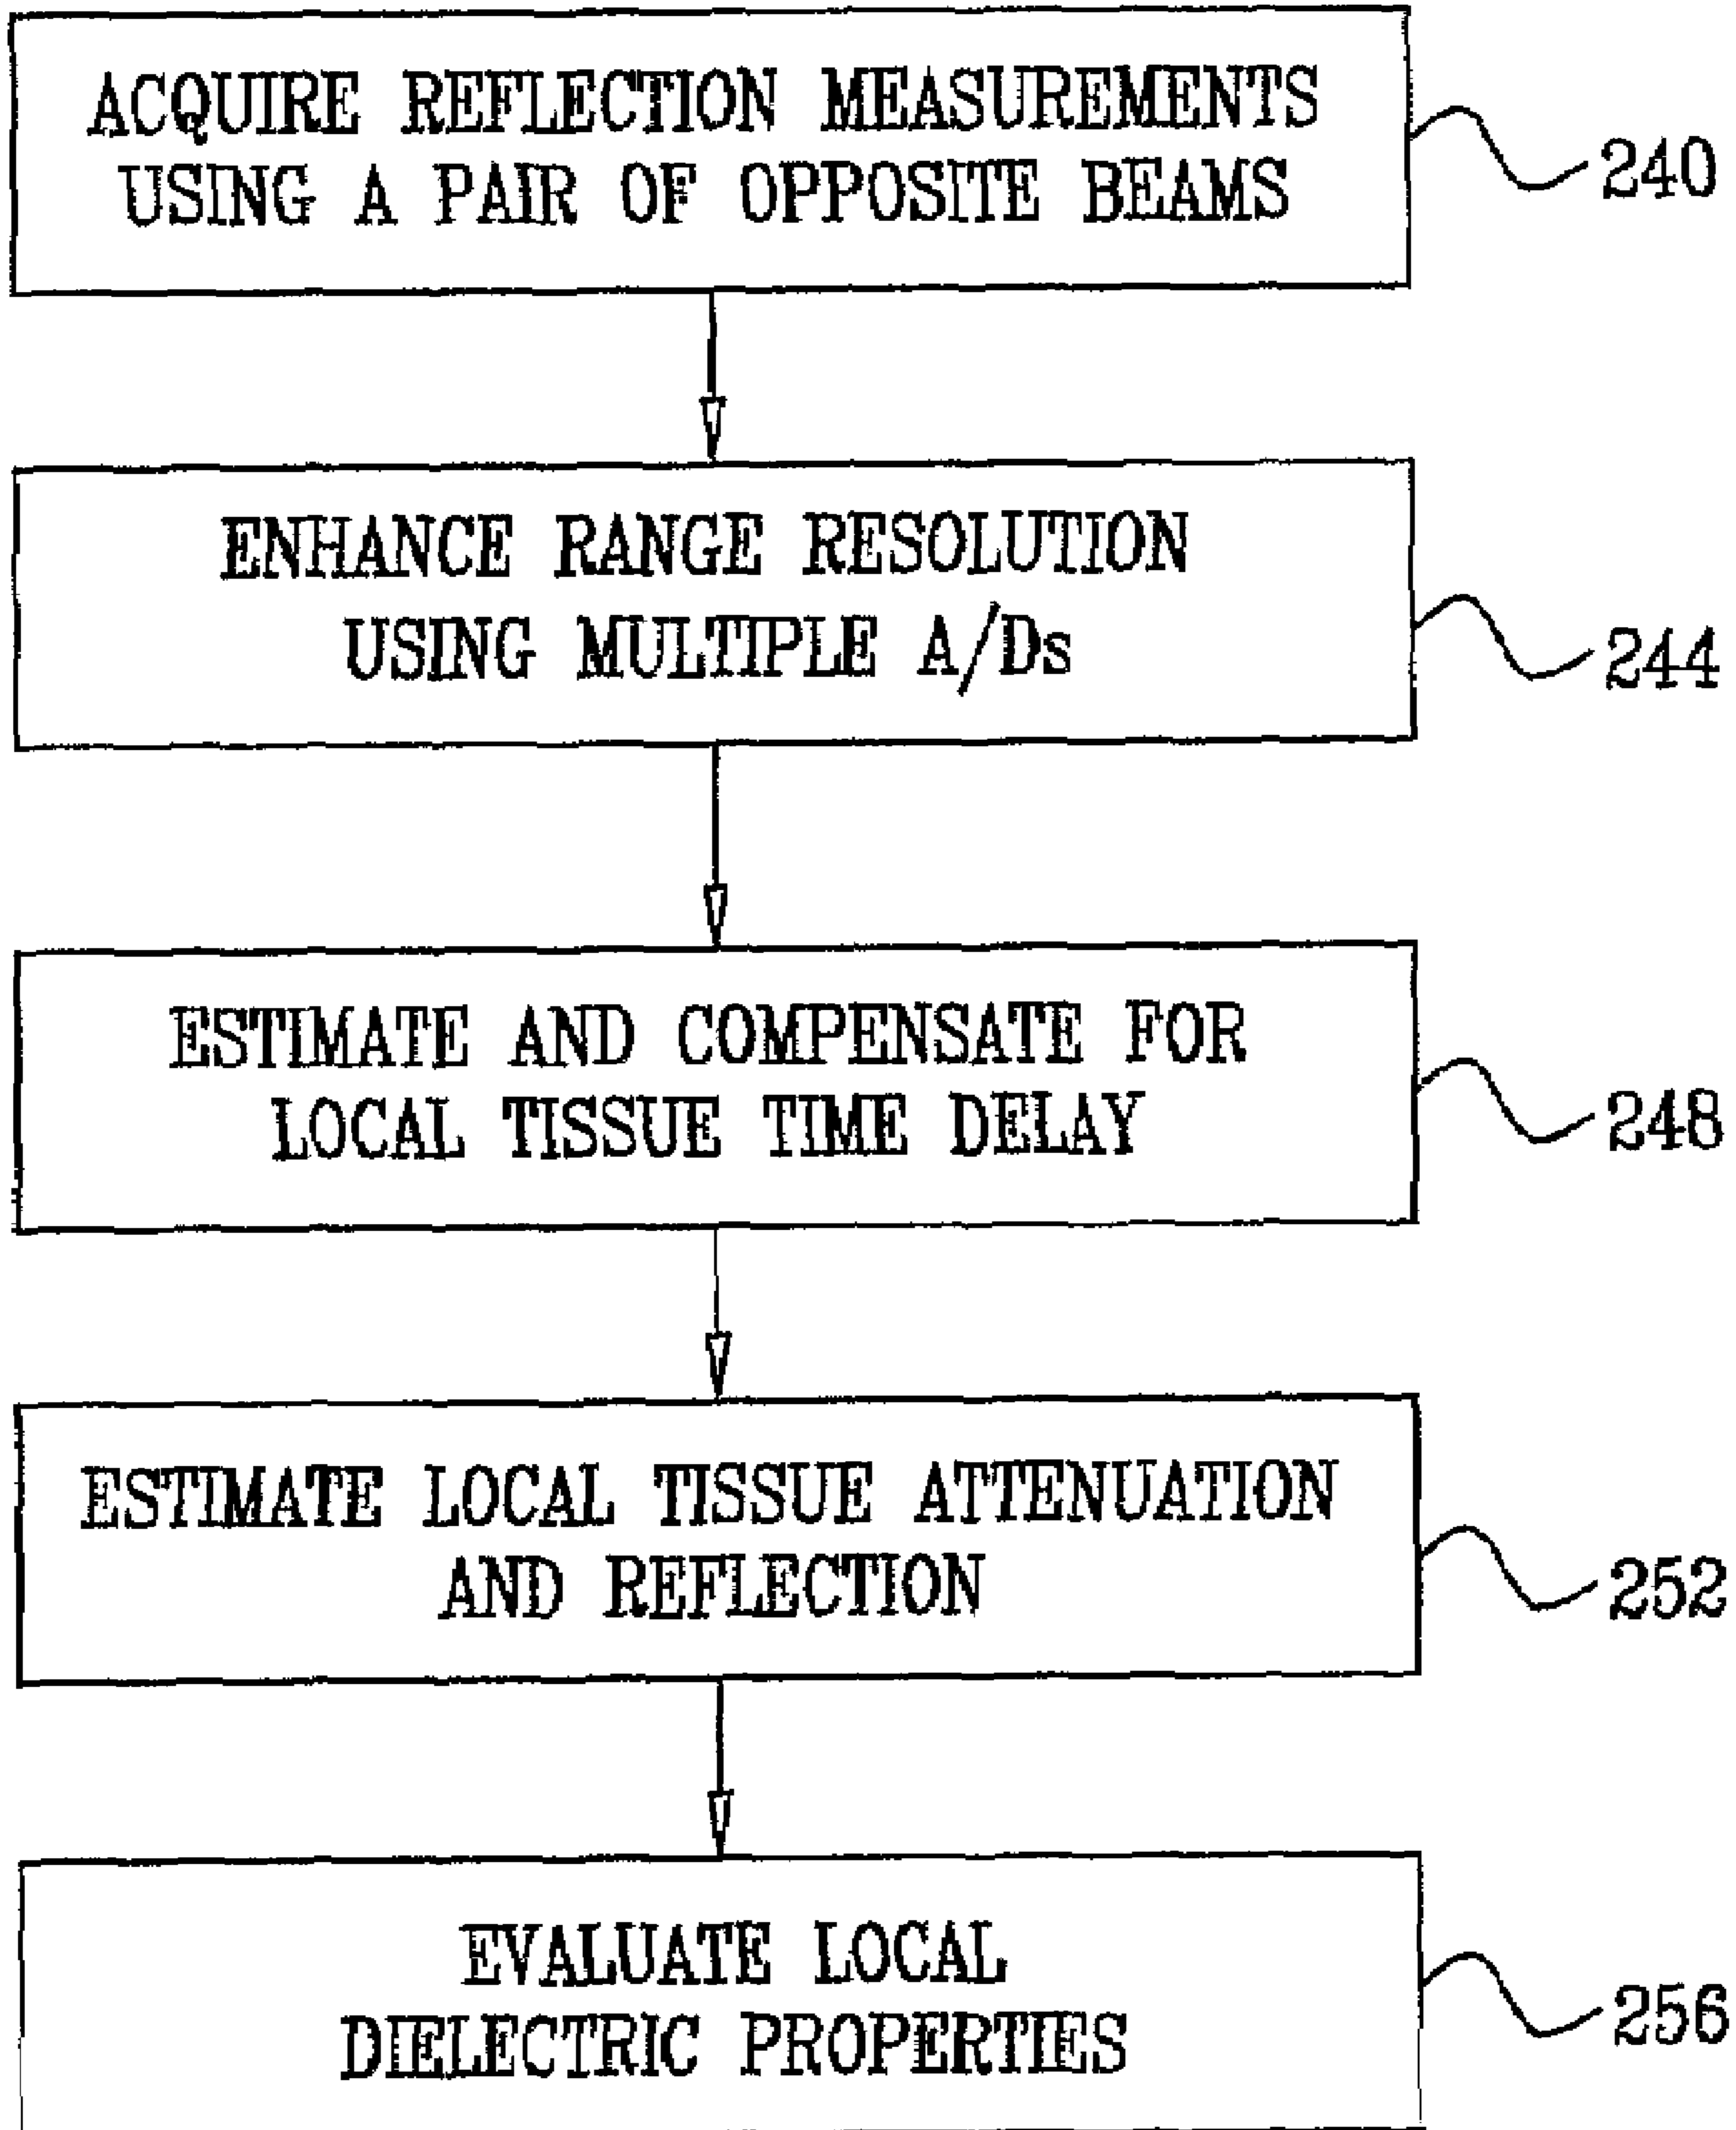 ACQUIRE REFLECTION MEASUREMENTS
USING A PAIR OF OPPOSITE BEAMS
240
ENHANCE RANGE RESOLUTION
USING MULTIPLE A/Ds
244
ESTIMATE AND COMPENSATE FOR
LOCAL TISSUE TIME DELAY
248
ESTIMATE LOCAL TISSUE ATTENUATION
AND REFLECTION
252
EVALUATE LOCAL
DIELECTRIC PROPERTIES
256